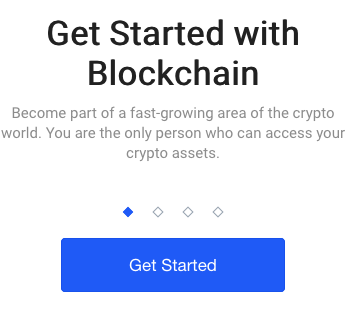 Get Started with
Blockchain
Become part of a fast-growing area of the crypto
world. You are the only person who can access your
crypto assets.
Get Started